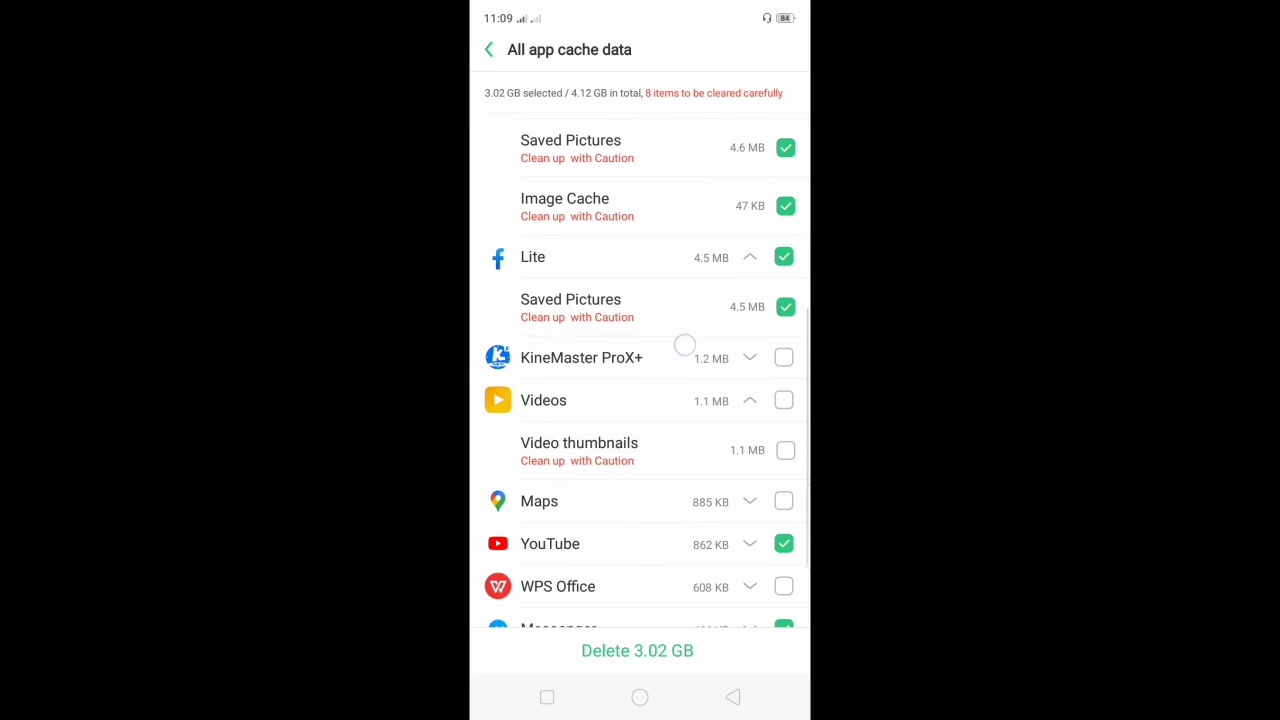 11:09
84
All app cache data
3.02 GB selected / 4.12 GB in total, 8 items to be cleared carefully
Saved Pictures
4.6 MB
Clean up with Caution
Image Cache
47 KB
Clean up with Caution
Lite
4.5 MB
Saved Pictures
4.5 MB
Clean up with Caution
KineMaster ProX+
1.2 MB
Videos
1.1 MB
Video thumbnails
1.1 MB
Clean up with Caution
Maps
885 KB
YouTube
862 KB
WPS Office
608 KB
Messenger
Delete 3.02 GB